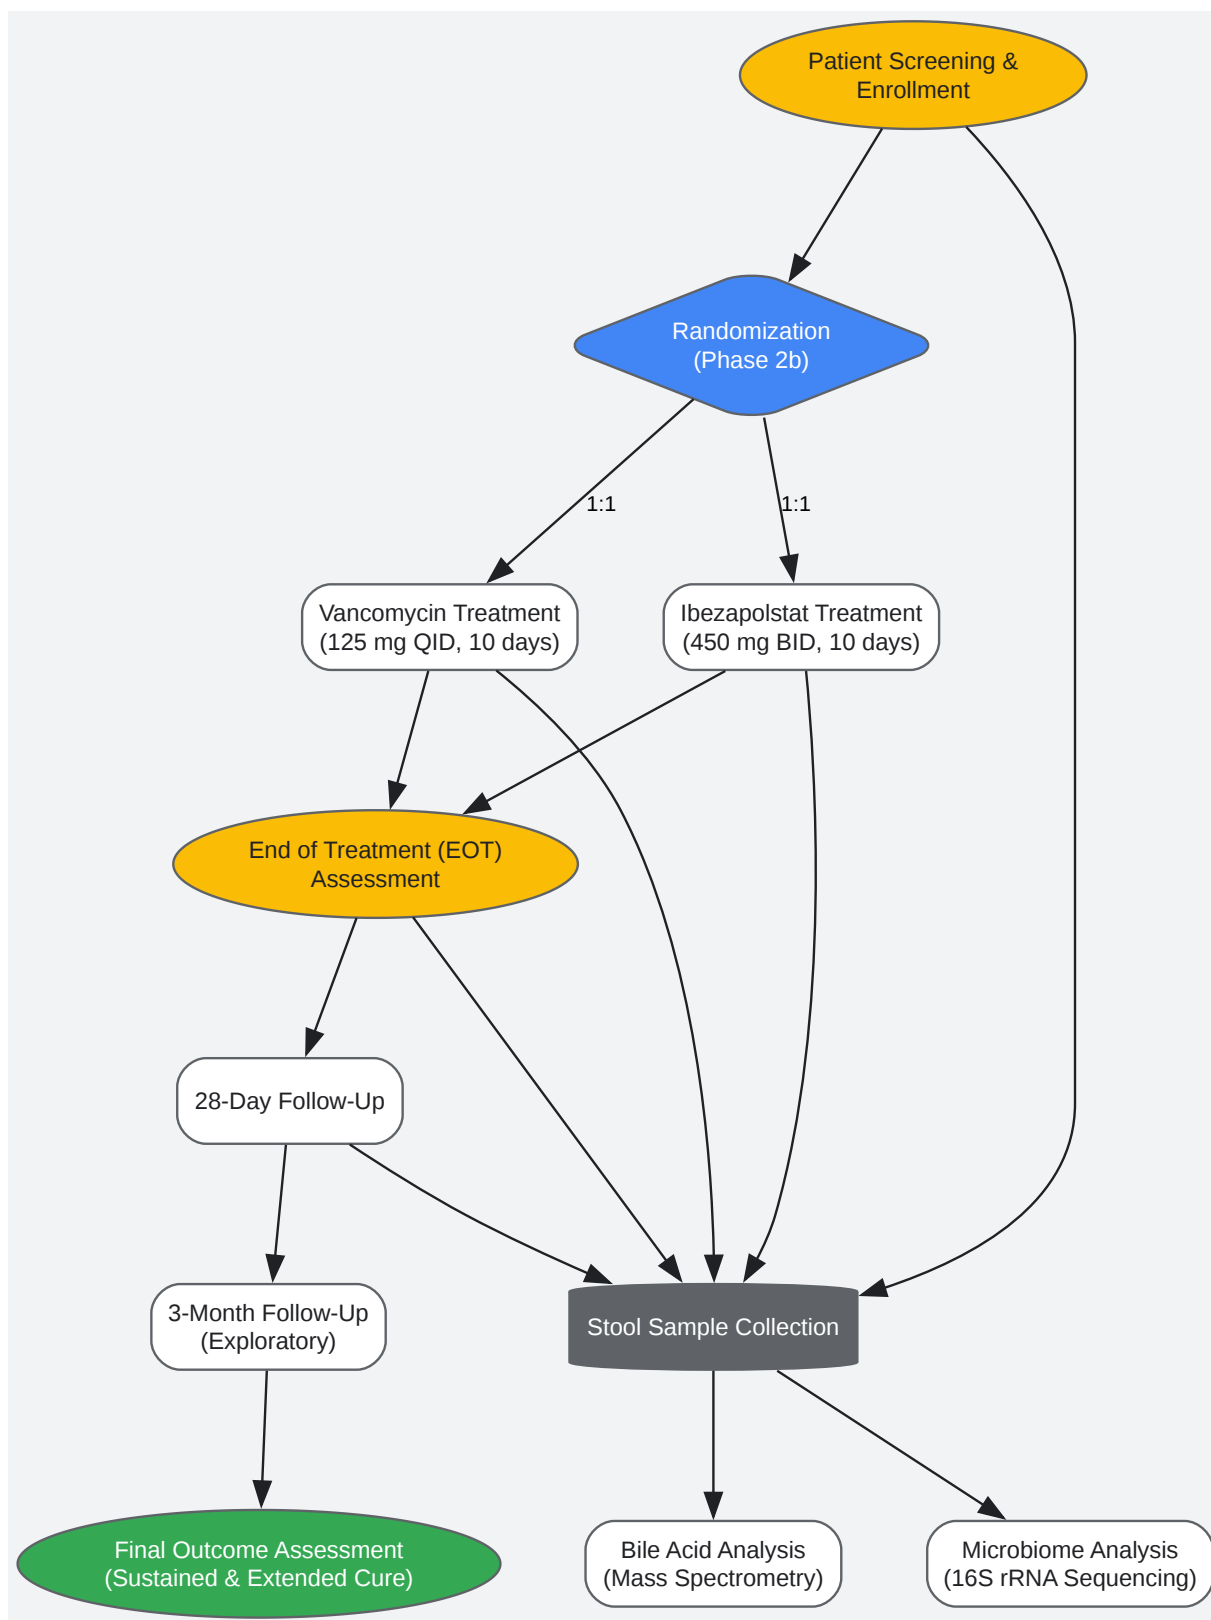 Patient Screening &
Enrollment
Randomization
(Phase 2b)
1:1
1:1
Vancomycin Treatment
(125 mg QID, 10 days)
Ibezapolstat Treatment
(450 mg BID, 10 days)
End of Treatment (EOT)
Assessment
28-Day Follow-Up
3-Month Follow-Up
(Exploratory)
Stool Sample Collection
Final Outcome Assessment
(Sustained & Extended Cure)
Bile Acid Analysis
(Mass Spectrometry)
Microbiome Analysis
(16S rRNA Sequencing)